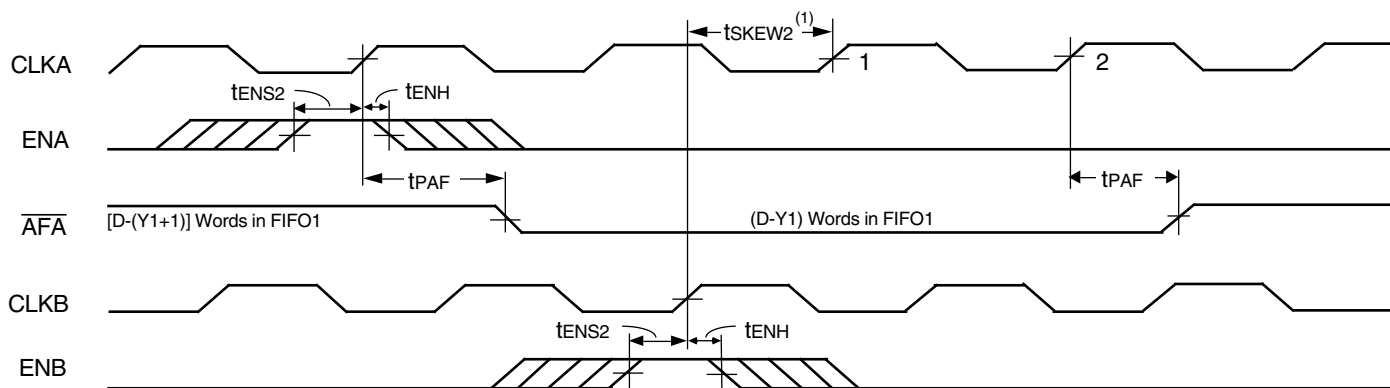 tSKEW2 (1)
CLKA
1
2
tENS2
tENH
ENA
tPAF
tPAF
AFA
[D-(Y1+1)] Words in FIFO1
(D-Y1) Words in FIFO1
CLKB
tENS2
tENH
ENB